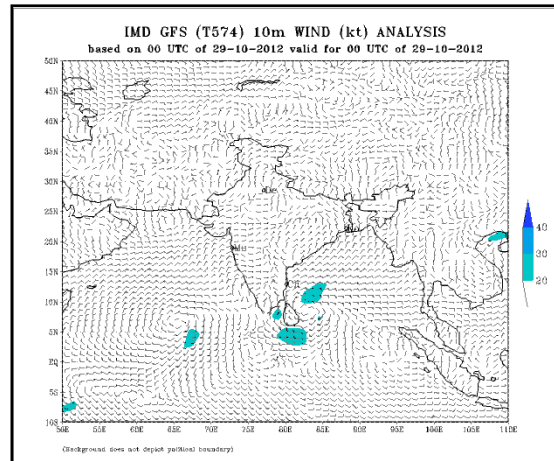 IMD GFS (T574) 10m WIND (kt) ANALYSIS
based on 00 UTC of 29-10-2012 valid for 00 UTC of 29-10-2012
50N
45N
40N
35N
30N
25N
20N
15N
10N
5N
EQ
5S
10S
50E 55E 60E 65E 70E 75E 80E 85E 90E 95E 100E 105E 110E
40
30
20
(Background does not depict political boundary)